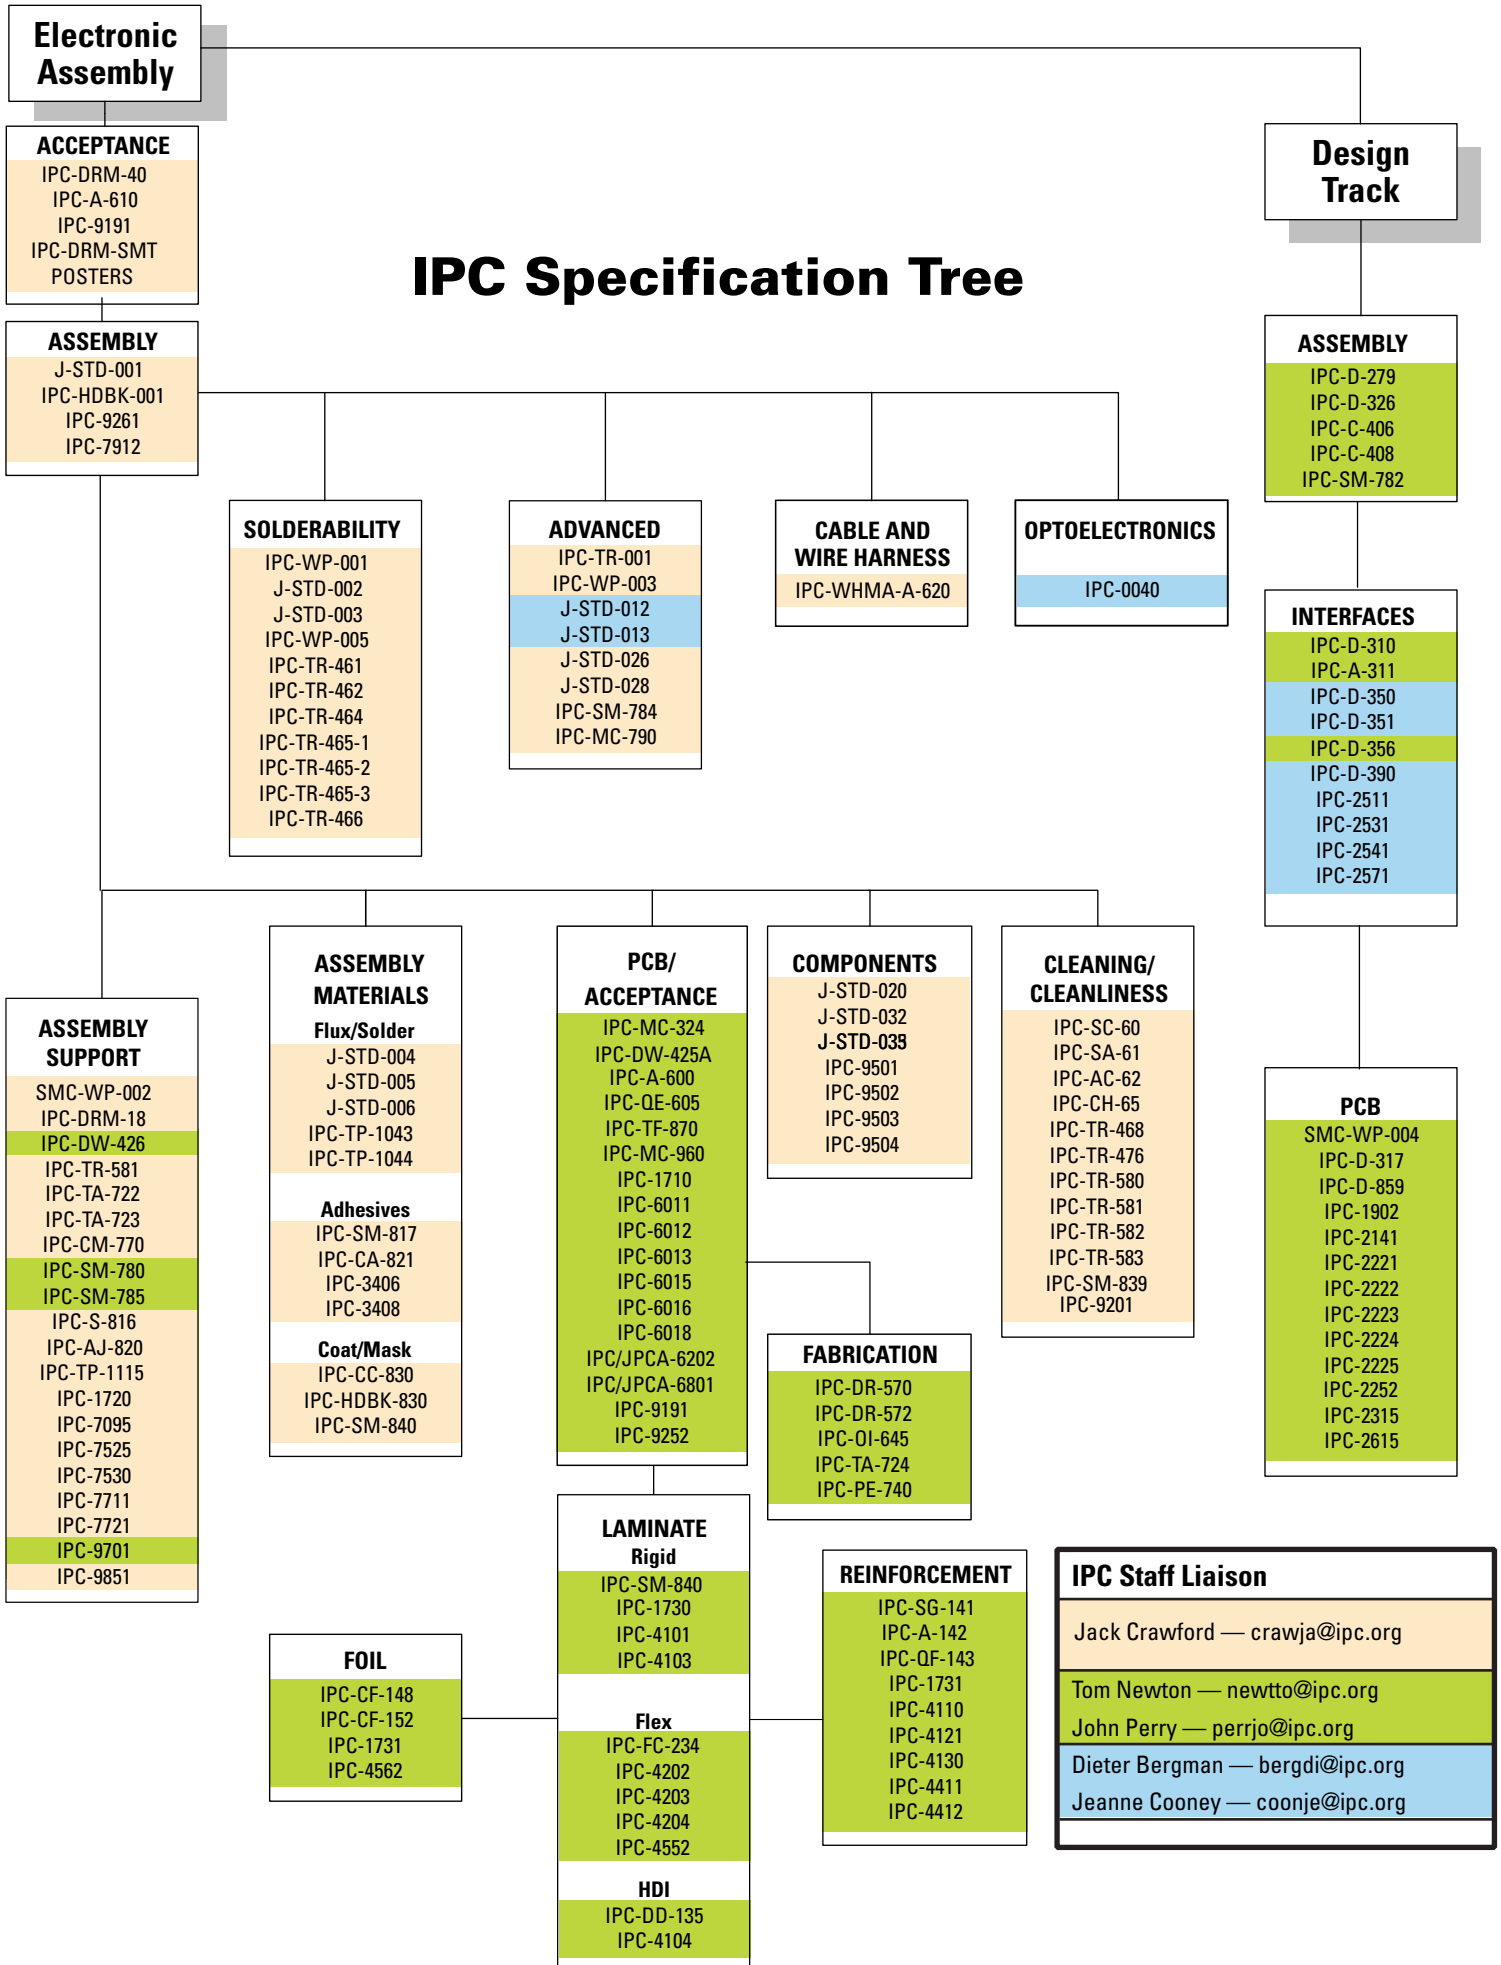 Electronic
Assembly
ACCEPTANCE
IPC-DRM-40
IPC-A-610
IPC-9191
IPC-DRM-SMT
POSTERS
Design
Track
IPC Specification Tree
ASSEMBLY
J-STD-001
IPC-HDBK-001
IPC-9261
IPC-7912
ASSEMBLY
IPC-D-279
IPC-D-326
IPC-C-406
IPC-C-408
IPC-SM-782
SOLDERABILITY
IPC-WP-001
J-STD-002
J-STD-003
IPC-WP-005
IPC-TR-461
IPC-TR-462
IPC-TR-464
IPC-TR-465-1
IPC-TR-465-2
IPC-TR-465-3
IPC-TR-466
ADVANCED
IPC-TR-001
IPC-WP-003
J-STD-012
J-STD-013
J-STD-026
J-STD-028
IPC-SM-784
IPC-MC-790
CABLE AND
WIRE HARNESS
IPC-WHMA-A-620
OPTOELECTRONICS
IPC-0040
INTERFACES
IPC-D-310
IPC-A-311
IPC-D-350
IPC-D-351
IPC-D-356
IPC-D-390
IPC-2511
IPC-2531
IPC-2541
IPC-2571
ASSEMBLY
SUPPORT
SMC-WP-002
IPC-DRM-18
IPC-DW-426
IPC-TR-581
IPC-TA-722
IPC-TA-723
IPC-CM-770
IPC-SM-780
IPC-SM-785
IPC-S-816
IPC-AJ-820
IPC-TP-1115
IPC-1720
IPC-7095
IPC-7525
IPC-7530
IPC-7711
IPC-7721
IPC-9701
IPC-9851
ASSEMBLY
MATERIALS
Flux/Solder
J-STD-004
J-STD-005
J-STD-006
IPC-TP-1043
IPC-TP-1044
Adhesives
IPC-SM-817
IPC-CA-821
IPC-3406
IPC-3408
Coat/Mask
IPC-CC-830
IPC-HDBK-830
IPC-SM-840
PCB/
ACCEPTANCE
IPC-MC-324
IPC-DW-425A
IPC-A-600
IPC-QE-605
IPC-TF-870
IPC-MC-960
IPC-1710
IPC-6011
IPC-6012
IPC-6013
IPC-6015
IPC-6016
IPC-6018
IPC/JPCA-6202
IPC/JPCA-6801
IPC-9191
IPC-9252
COMPONENTS
J-STD-020
J-STD-032
IPC-9501
IPC-9502
IPC-9503
IPC-9504
CLEANING/
CLEANLINESS
IPC-SC-60
IPC-SA-61
IPC-AC-62
IPC-CH-65
IPC-TR-468
IPC-TR-476
IPC-TR-580
IPC-TR-581
IPC-TR-582
IPC-TR-583
IPC-SM-839
IPC-9201
PCB
SMC-WP-004
IPC-D-317
IPC-D-859
IPC-1902
IPC-2141
IPC-2221
IPC-2222
IPC-2223
IPC-2224
IPC-2225
IPC-2252
IPC-2315
IPC-2615
FABRICATION
IPC-DR-570
IPC-DR-572
IPC-OI-645
IPC-TA-724
IPC-PE-740
LAMINATE
Rigid
IPC-SM-840
IPC-1730
IPC-4101
IPC-4103
Flex
IPC-FC-234
IPC-4202
IPC-4203
IPC-4204
IPC-4552
HDI
IPC-DD-135
IPC-4104
FOIL
IPC-CF-148
IPC-CF-152
IPC-1731
IPC-4562
REINFORCEMENT
IPC-SG-141
IPC-A-142
IPC-QF-143
IPC-1731
IPC-4110
IPC-4121
IPC-4130
IPC-4411
IPC-4412
IPC Staff Liaison
Jack Crawford — crawja@ipc.org
Tom Newton — newtto@ipc.org
John Perry — perrjo@ipc.org
Dieter Bergman — bergdi@ipc.org
Jeanne Cooney — coonje@ipc.org